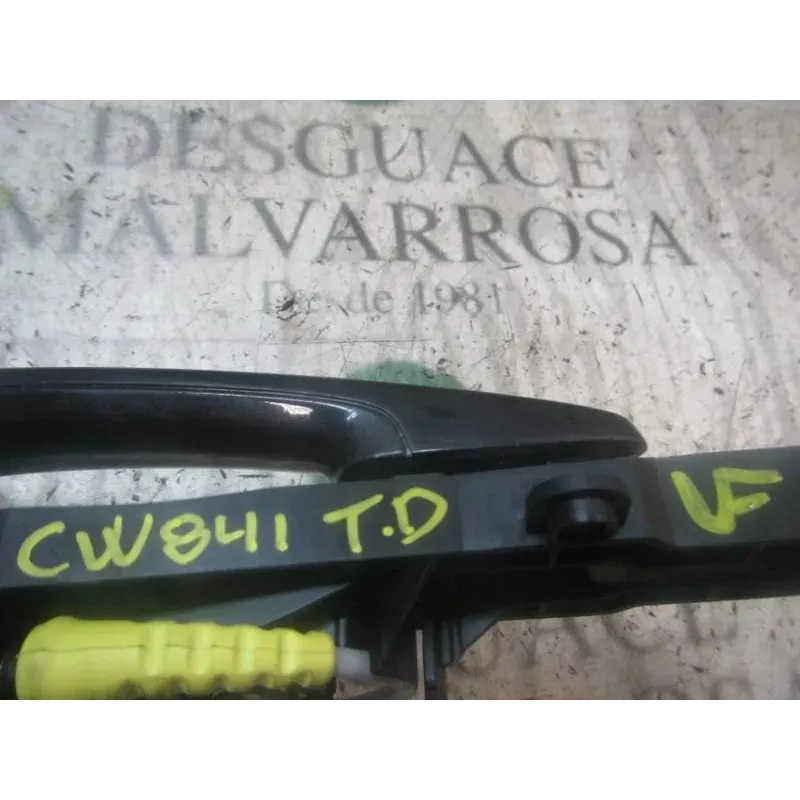 DESGUACE
MALVARROSA
Desde 1981
CW841 T.D
VF